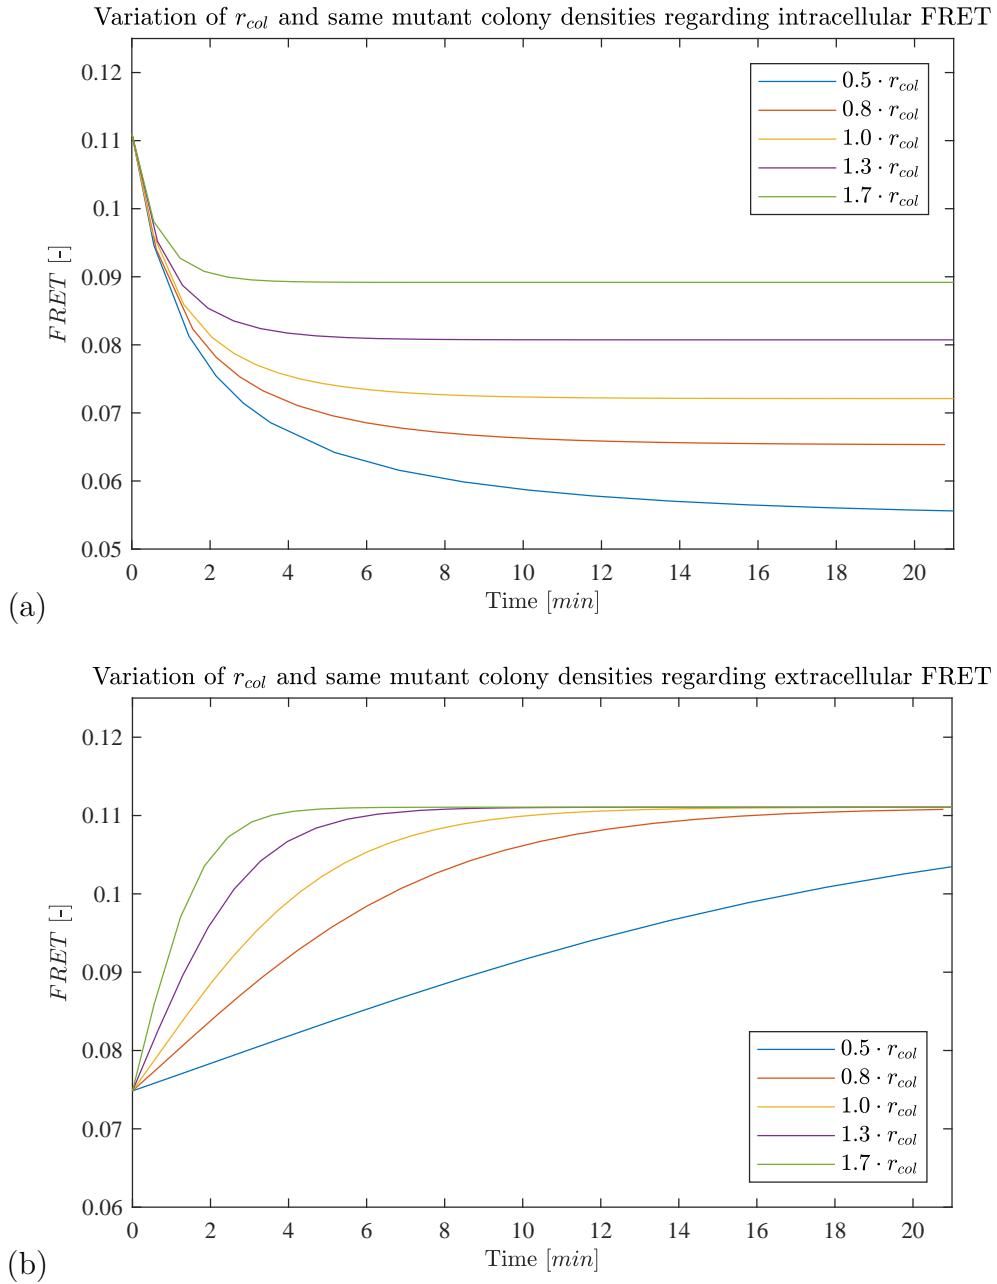 Variation of r_col and same mutant colony densities regarding intracellular FRET
0.12
0.11
0.1
0.09
0.08
0.07
0.06
0.05
FRET [-]
0.5 · r_col
0.8 · r_col
1.0 · r_col
1.3 · r_col
1.7 · r_col
0 2 4 6 8 10 12 14 16 18 20
Time [min]
(a)
Variation of r_col and same mutant colony densities regarding extracellular FRET
0.12
0.11
0.1
0.09
0.08
0.07
0.06
FRET [-]
0.5 · r_col
0.8 · r_col
1.0 · r_col
1.3 · r_col
1.7 · r_col
0 2 4 6 8 10 12 14 16 18 20
Time [min]
(b)